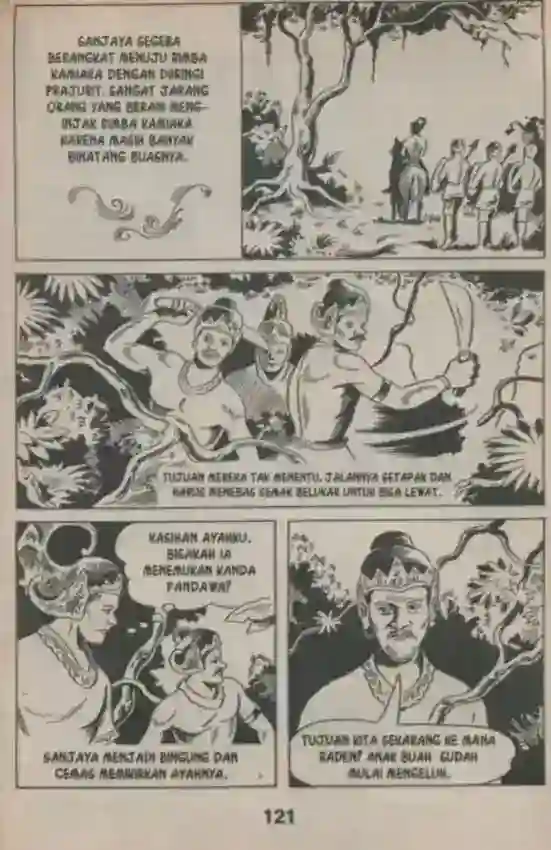 SANJAYA SEGERA
BERANGKAT MENUJU RIMBA
KAMIAKA DENGAN DIIRINGI
PRAJURIT. SANGAT JARANG
ORANG YANG BERANI MENG-
INJAK RIMBA KAMIAKA
KARENA MASIH BANYAK
BINATANG BUASNYA.
TUJUAN MEREKA TAK MENENTU. JALANNYA SETAPAK DAN
HARUS MENEBAS SEMAK BELUKAR UNTUK BISA LEWAT.
KASIHAN AYAHKU.
BISAKAH IA
MENEMUKAN KANDA
PANDAWA?
SANJAYA MENJADI BINGUNG DAN
CEMAS MEMIKIRKAN AYAHNYA.
TUJUAN KITA SEKARANG KE MANA
RADEN? ANAK BUAH SUDAH
MULAI MENGELUH.
121